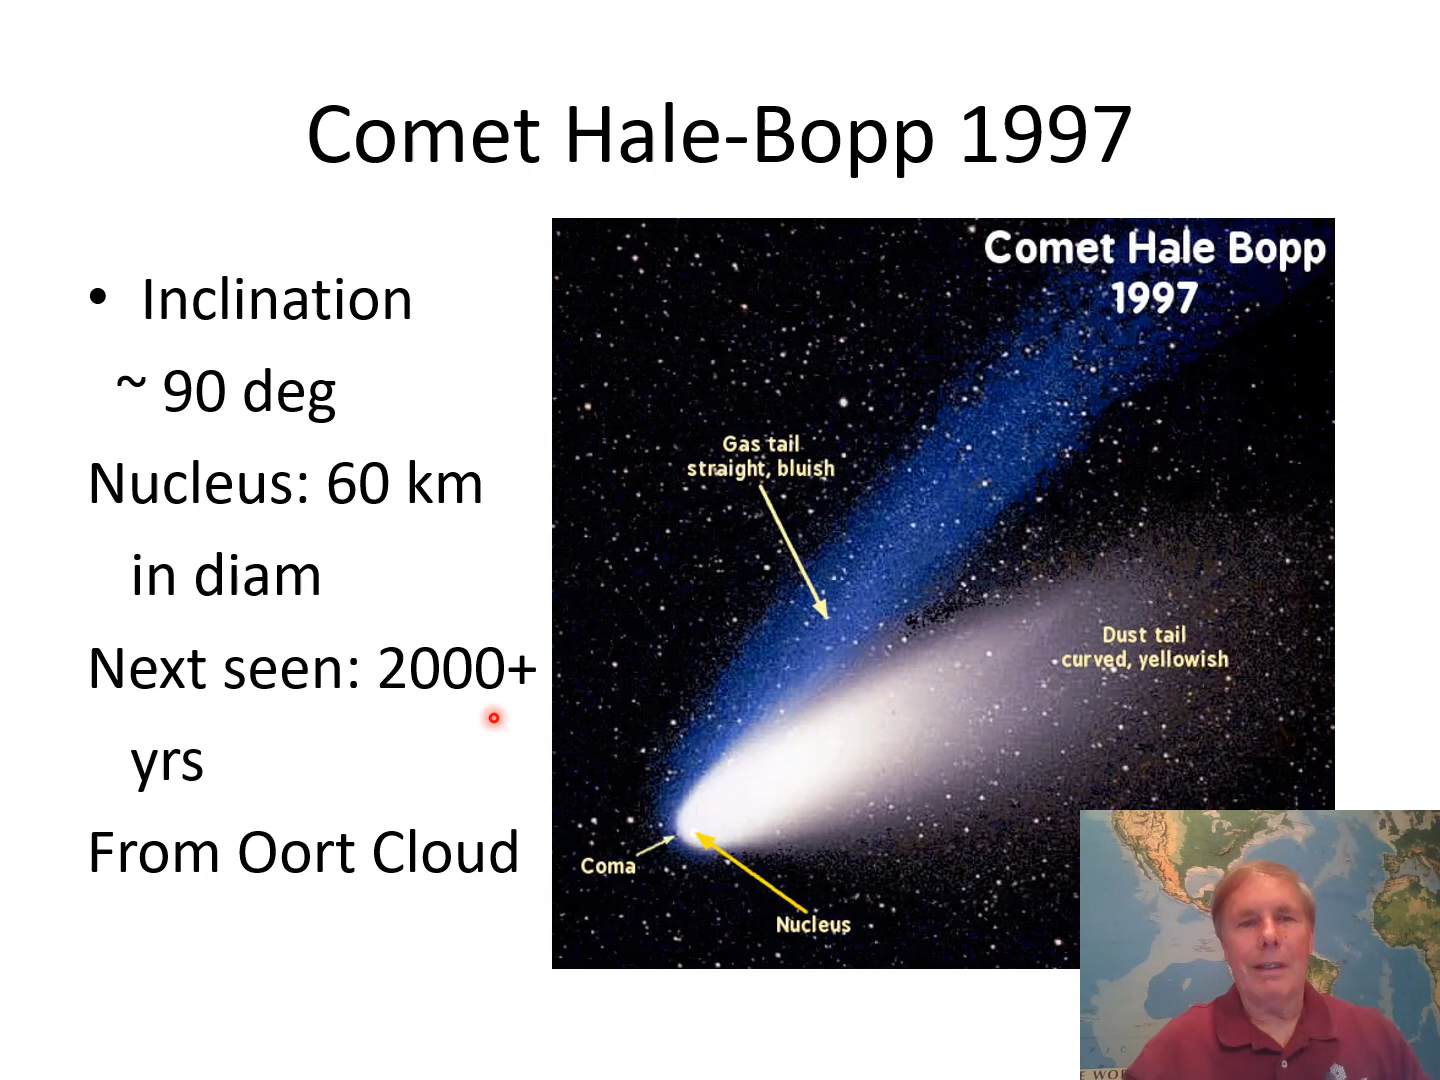 Comet Hale-Bopp 1997
• Inclination
~ 90 deg
Nucleus: 60 km
in diam
Next seen: 2000+
yrs
From Oort Cloud
Comet Hale Bopp
1997
Gas tail
straight, bluish
Dust tail
curved, yellowish
Coma
Nucleus